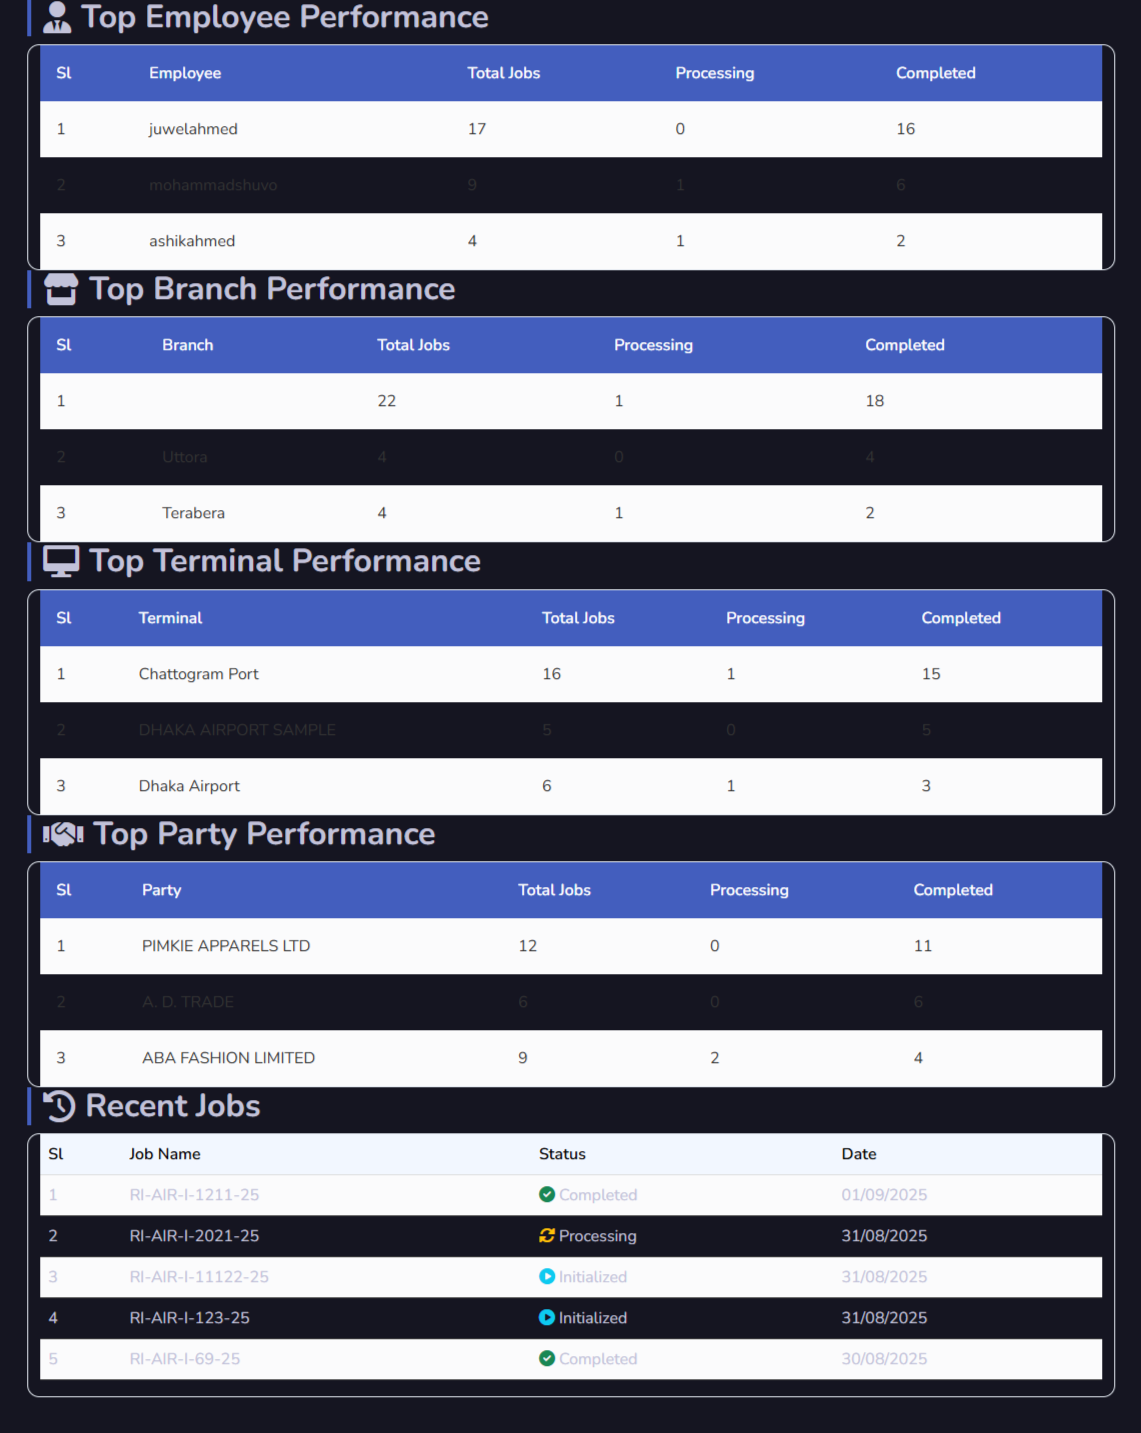 Top Employee Performance
Sl Employee Total Jobs Processing Completed
1 juwelahmed 17 0 16
2 mohammadshuvo 9 1 6
3 ashikahmed 4 1 2
Top Branch Performance
Sl Branch Total Jobs Processing Completed
1 22 1 18
2 Uttora 4 0 4
3 Terabera 4 1 2
Top Terminal Performance
Sl Terminal Total Jobs Processing Completed
1 Chattogram Port 16 1 15
2 DHAKA AIRPORT SAMPLE 5 0 5
3 Dhaka Airport 6 1 3
Top Party Performance
Sl Party Total Jobs Processing Completed
1 PIMKIE APPARELS LTD 12 0 11
2 A. D. TRADE 6 0 6
3 ABA FASHION LIMITED 9 2 4
Recent Jobs
Sl Job Name Status Date
1 RI-AIR-I-1211-25 Completed 01/09/2025
2 RI-AIR-I-2021-25 Processing 31/08/2025
3 RI-AIR-I-11122-25 Initialized 31/08/2025
4 RI-AIR-I-123-25 Initialized 31/08/2025
5 RI-AIR-I-69-25 Completed 30/08/2025